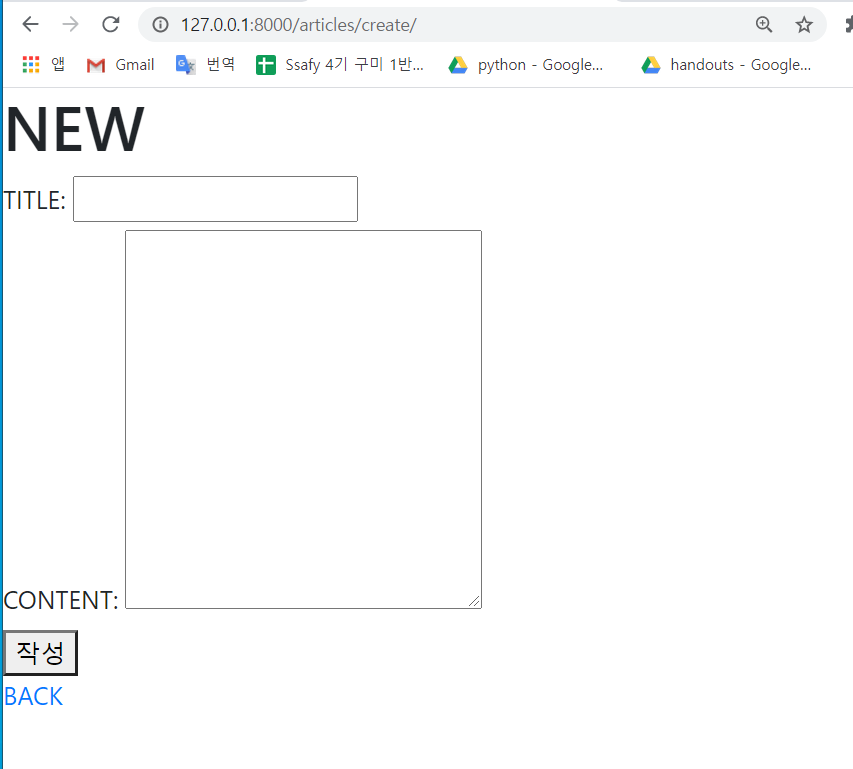 127.0.0.1:8000/articles/create/
앱 Gmail 번역 Ssafy 4기 구미 1반... python - Google... handouts - Google...
NEW
TITLE:
CONTENT:
작성
BACK